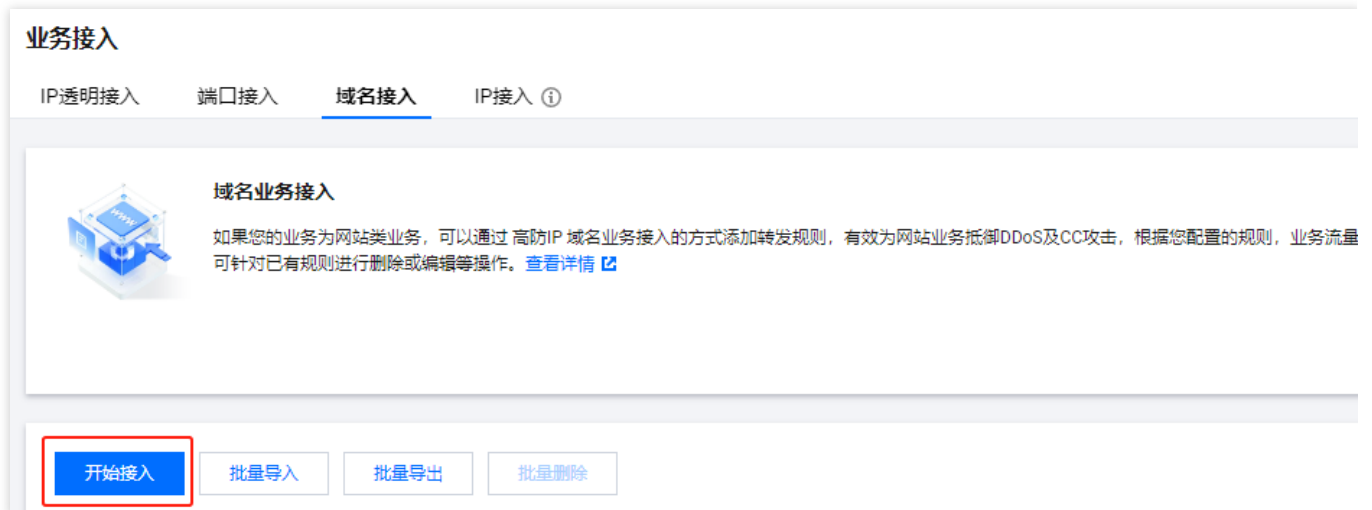 业务接入
IP透明接入 端口接入 域名接入 IP接入
www
域名业务接入
如果您的业务为网站类业务，可以通过 高防IP 域名业务接入的方式添加转发规则，有效为网站业务抵御DDoS及CC攻击，根据您配置的规则，业务流量
可针对已有规则进行删除或编辑等操作。查看详情
开始接入 批量导入 批量导出 批量删除